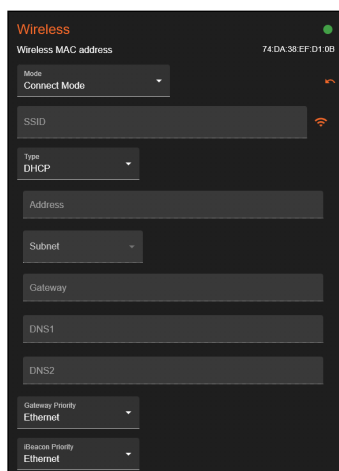 Wireless
Wireless MAC address 74:DA:38:EF:D1:0B
Mode
Connect Mode
SSID
Type
DHCP
Address
Subnet
Gateway
DNS1
DNS2
Gateway Priority
Ethernet
iBeacon Priority
Ethernet